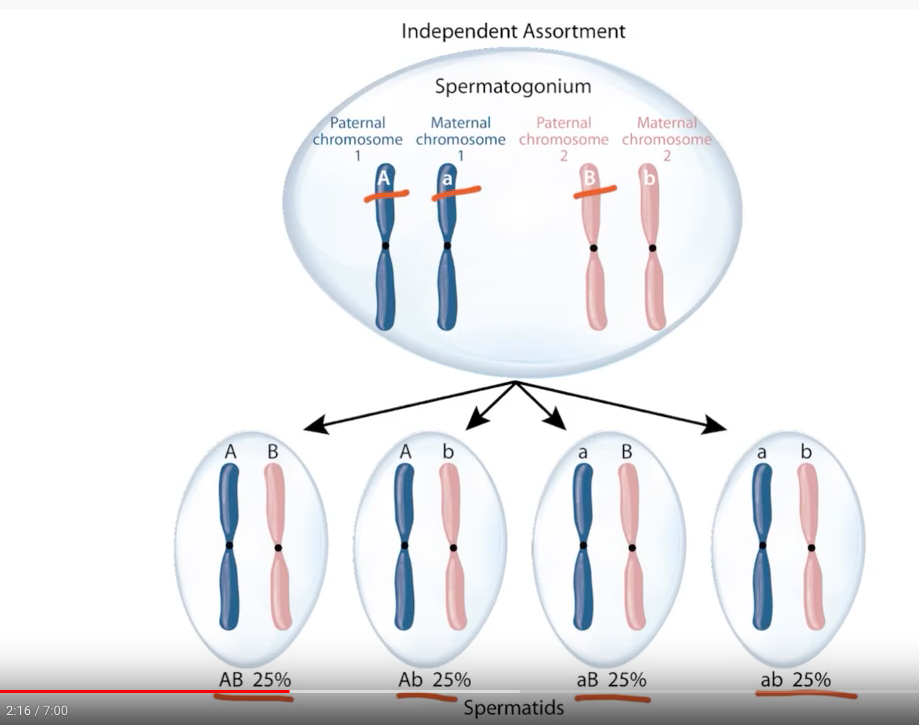 Independent Assortment
Spermatogonium
Paternal Maternal Paternal Maternal
chromosome chromosome chromosome chromosome
1 1 2 2
A a B b
A B A b a B a b
AB 25% Ab 25% aB 25% ab 25%
Spermatids
2:16 / 7:00